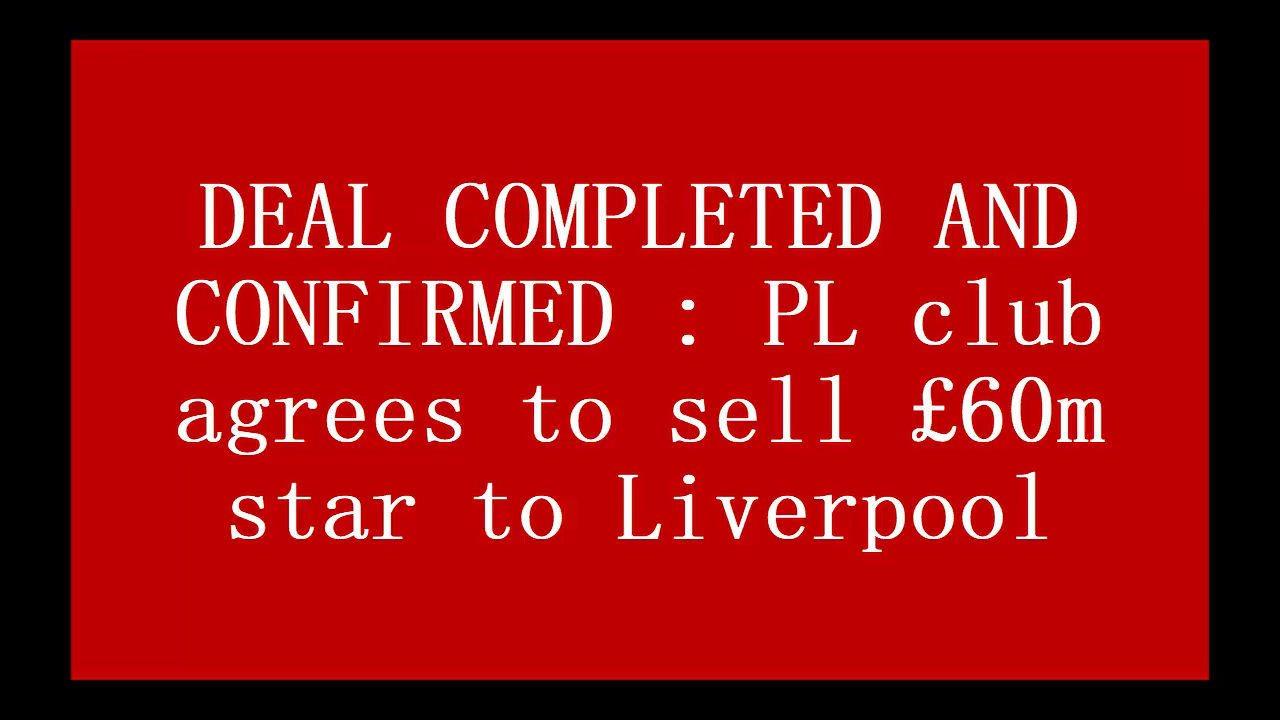 DEAL COMPLETED AND
CONFIRMED : PL club
agrees to sell £60m
star to Liverpool